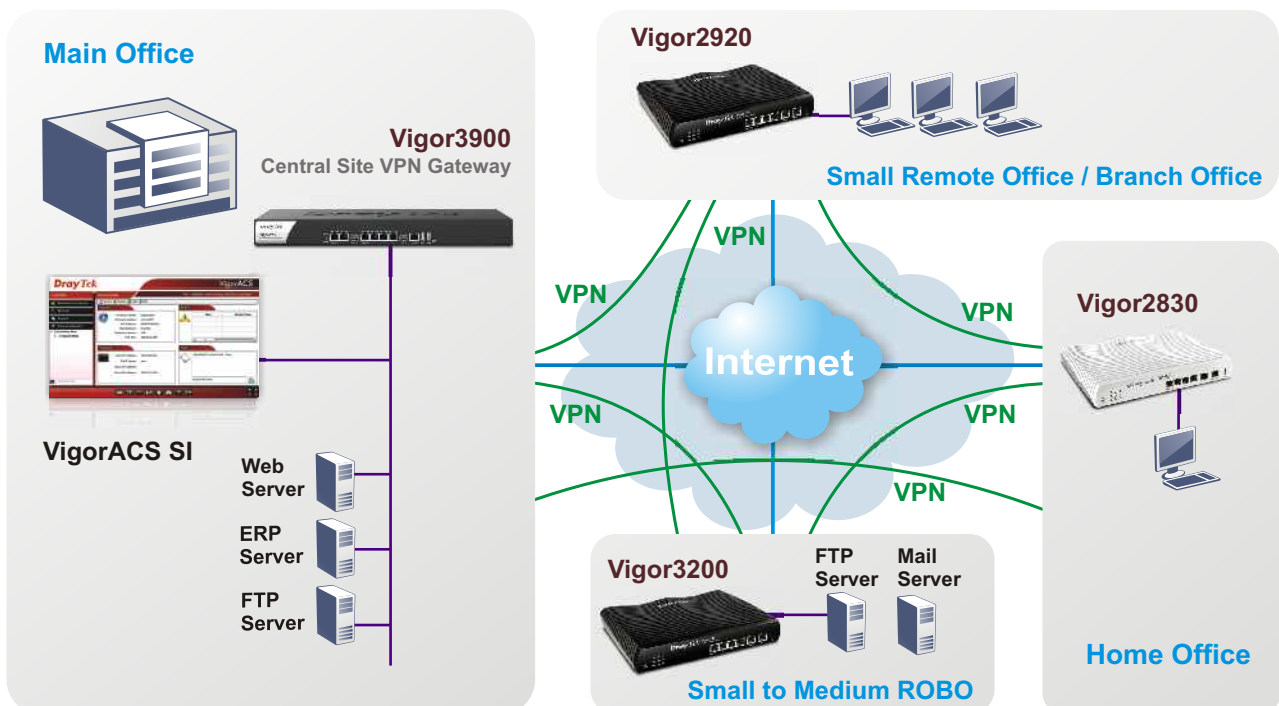 Main Office
Vigor3900
Central Site VPN Gateway
DrayTek
VigorACS
VigorACS SI
Web
Server
ERP
Server
FTP
Server
Vigor2920
Small Remote Office / Branch Office
VPN
VPN
VPN
Internet
VPN
VPN
VPN
Vigor2830
Home Office
Vigor3200
FTP
Server
Mail
Server
Small to Medium ROBO